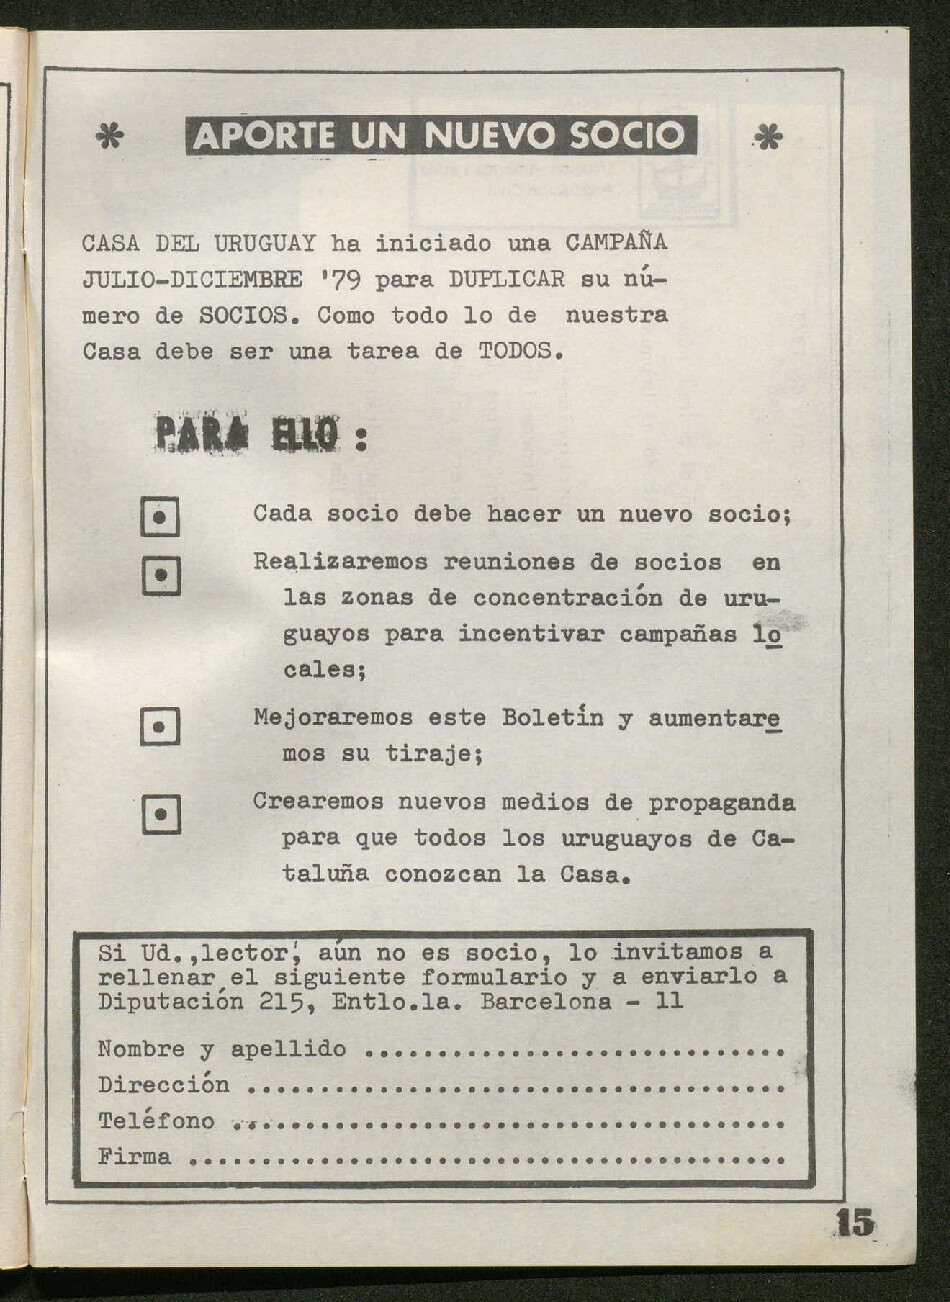 * APORTE UN NUEVO SOCIO *
CASA DEL URUGUAY ha iniciado una CAMPAÑA
JULIO-DICIEMBRE '79 para DUPLICAR su nú-
mero de SOCIOS. Como todo lo de nuestra
Casa debe ser una tarea de TODOS.
PARA ELLO :
Cada socio debe hacer un nuevo socio;
Realizaremos reuniones de socios en
las zonas de concentración de uru-
guayos para incentivar campañas lo
cales;
Mejoraremos este Boletín y aumentare
mos su tiraje;
Crearemos nuevos medios de propaganda
para que todos los uruguayos de Ca-
taluña conozcan la Casa.
Si Ud.,lector, aún no es socio, lo invitamos a
rellenar el siguiente formulario y a enviarlo a
Diputación 215, Entlo.1a. Barcelona - 11
Nombre y apellido .............................
Dirección .....................................
Teléfono ......................................
Firma .........................................
15